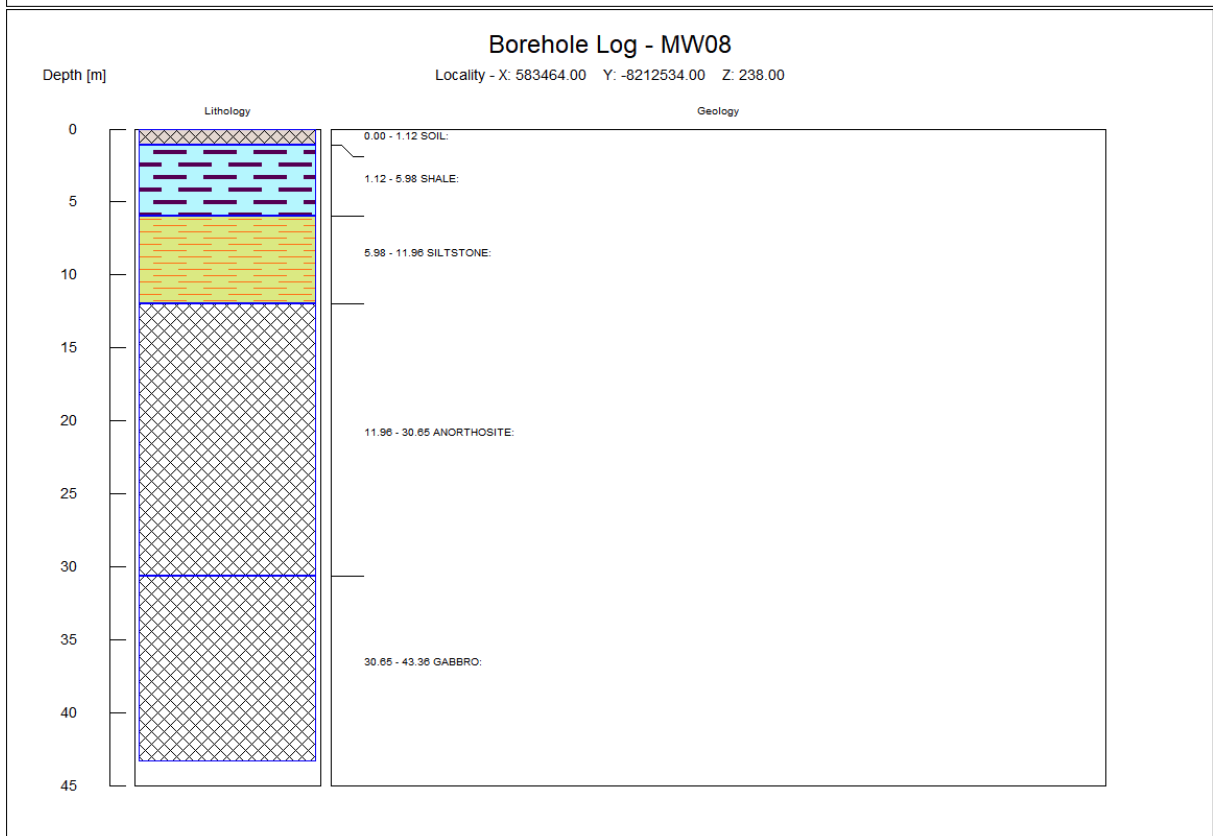 Borehole Log - MW08
Depth [m]
Locality - X: 583464.00 Y: -8212534.00 Z: 238.00
Lithology
Geology
0
0.00 - 1.12 SOIL:
1.12 - 5.98 SHALE:
5
5.98 - 11.96 SILTSTONE:
10
15
20
11.96 - 30.65 ANORTHOSITE:
25
30
35
30.65 - 43.36 GABBRO:
40
45